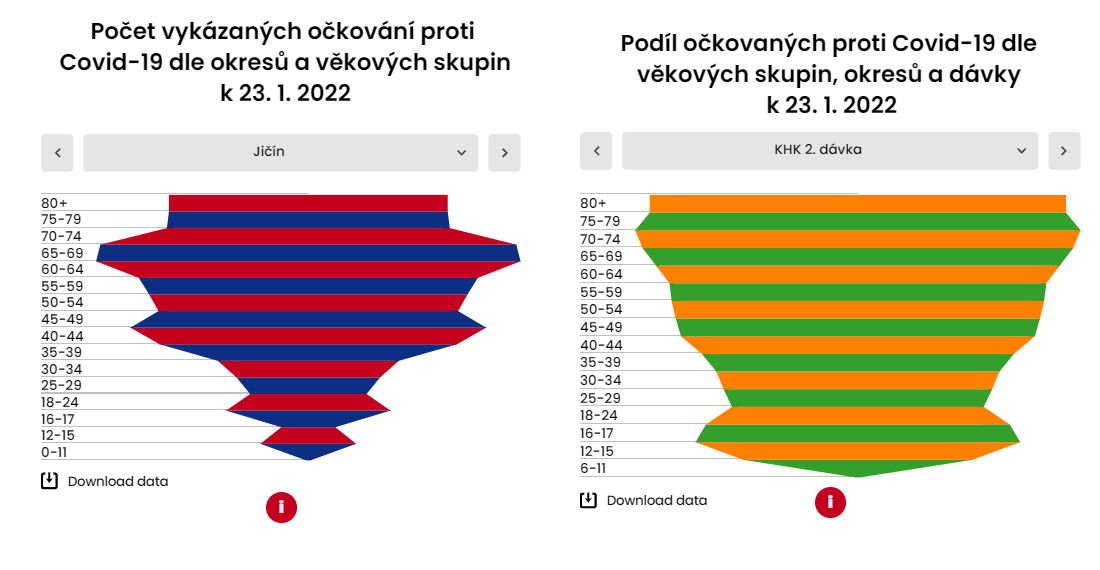 Počet vykázaných očkování proti
Covid-19 dle okresů a věkových skupin
k 23. 1. 2022
Jičín
80+
75-79
70-74
65-69
60-64
55-59
50-54
45-49
40-44
35-39
30-34
25-29
18-24
16-17
12-15
0-11
Download data
i
Podíl očkovaných proti Covid-19 dle
věkových skupin, okresů a dávky
k 23. 1. 2022
KHK 2. dávka
80+
75-79
70-74
65-69
60-64
55-59
50-54
45-49
40-44
35-39
30-34
25-29
18-24
16-17
12-15
6-11
Download data
i